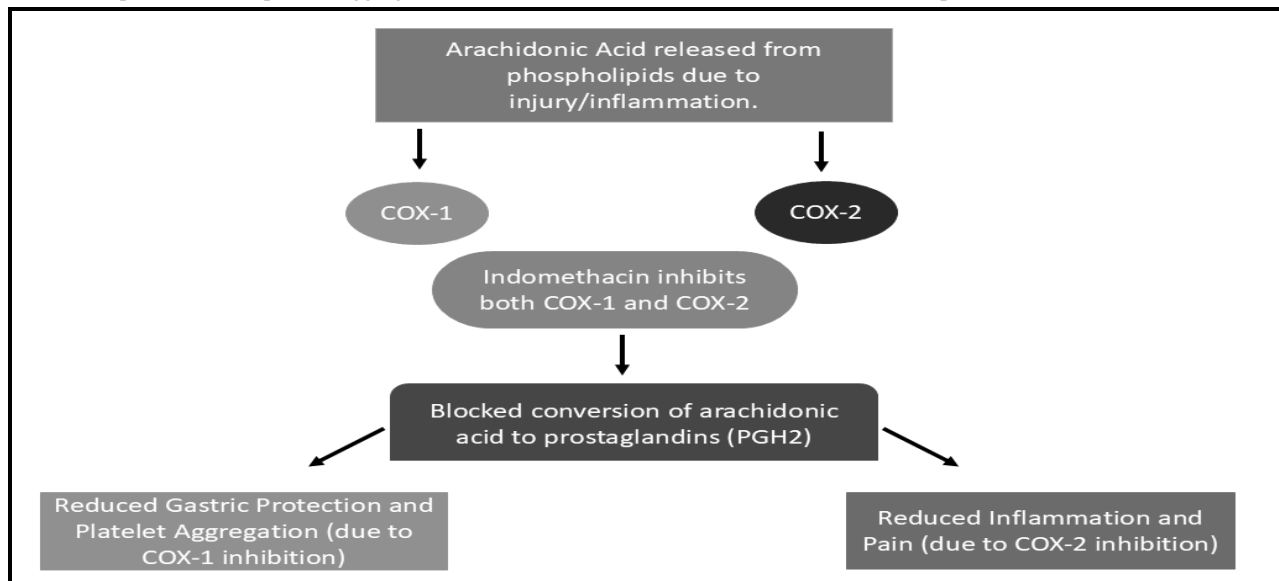 Arachidonic Acid released from
phospholipids due to
injury/inflammation.
COX-1
COX-2
Indomethacin inhibits
both COX-1 and COX-2
Blocked conversion of arachidonic
acid to prostaglandins (PGH2)
Reduced Gastric Protection and
Platelet Aggregation (due to
COX-1 inhibition)
Reduced Inflammation and
Pain (due to COX-2 inhibition)